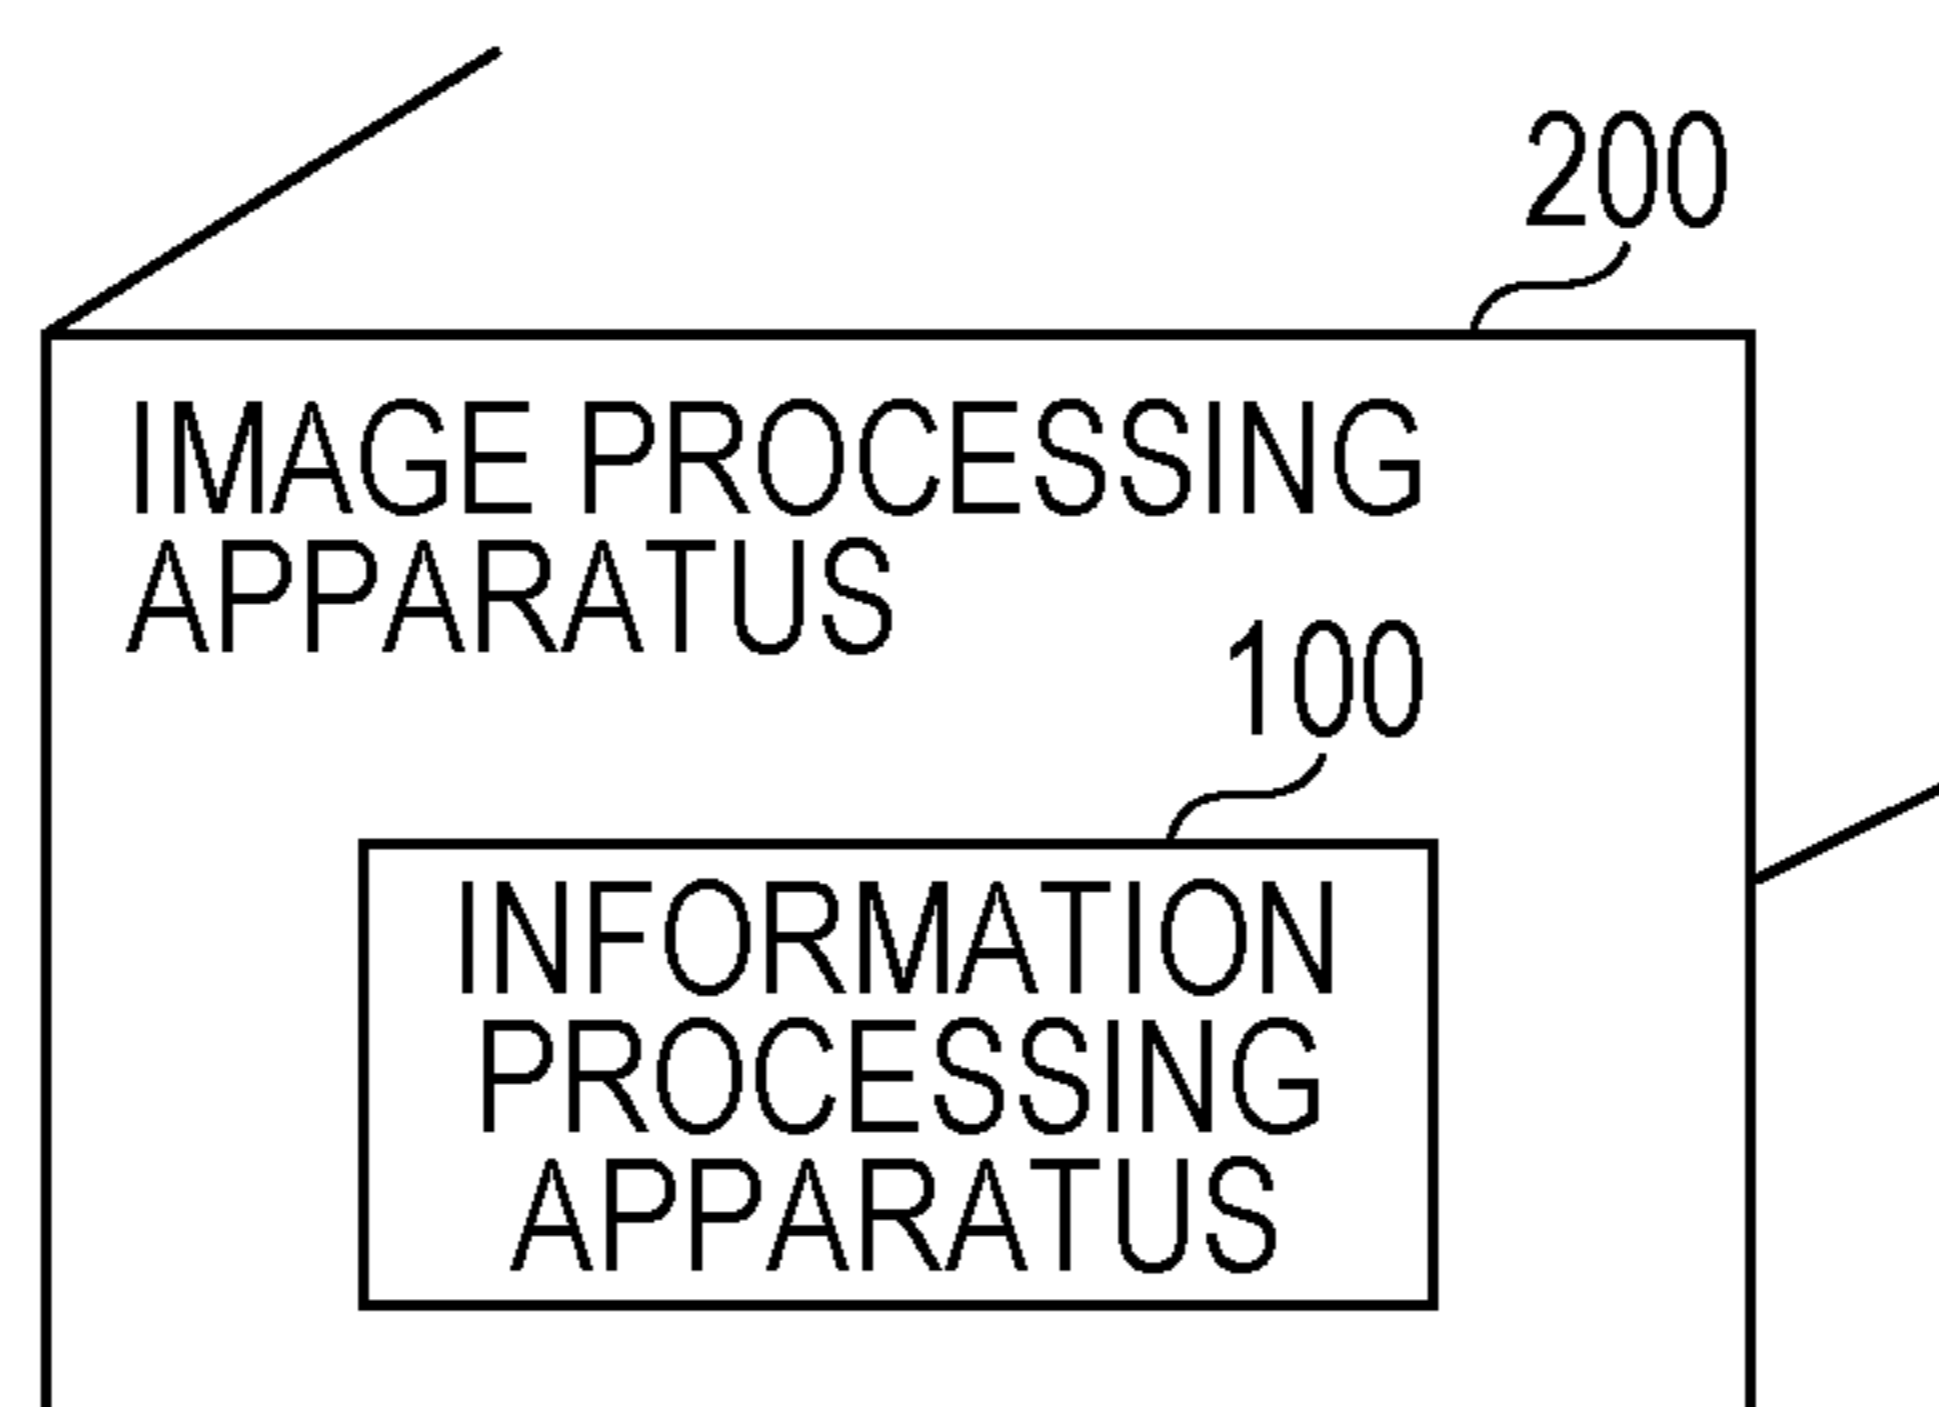 200
IMAGE PROCESSING
APPARATUS
100
INFORMATION
PROCESSING
APPARATUS